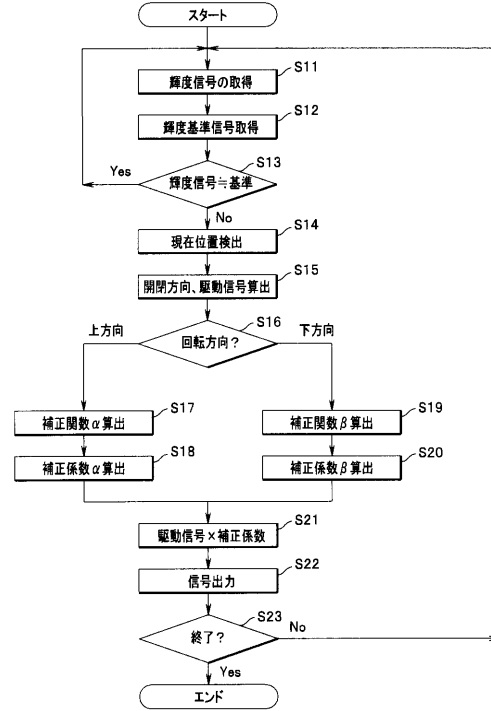 スタート
S11
輝度信号の取得
S12
輝度基準信号取得
S13
Yes
輝度信号≒基準
No
S14
現在位置検出
S15
開閉方向、駆動信号算出
S16
上方向
回転方向?
下方向
S17
補正関数α算出
S19
補正関数β算出
S18
補正係数α算出
S20
補正係数β算出
S21
駆動信号×補正係数
S22
信号出力
S23
終了?
No
Yes
エンド